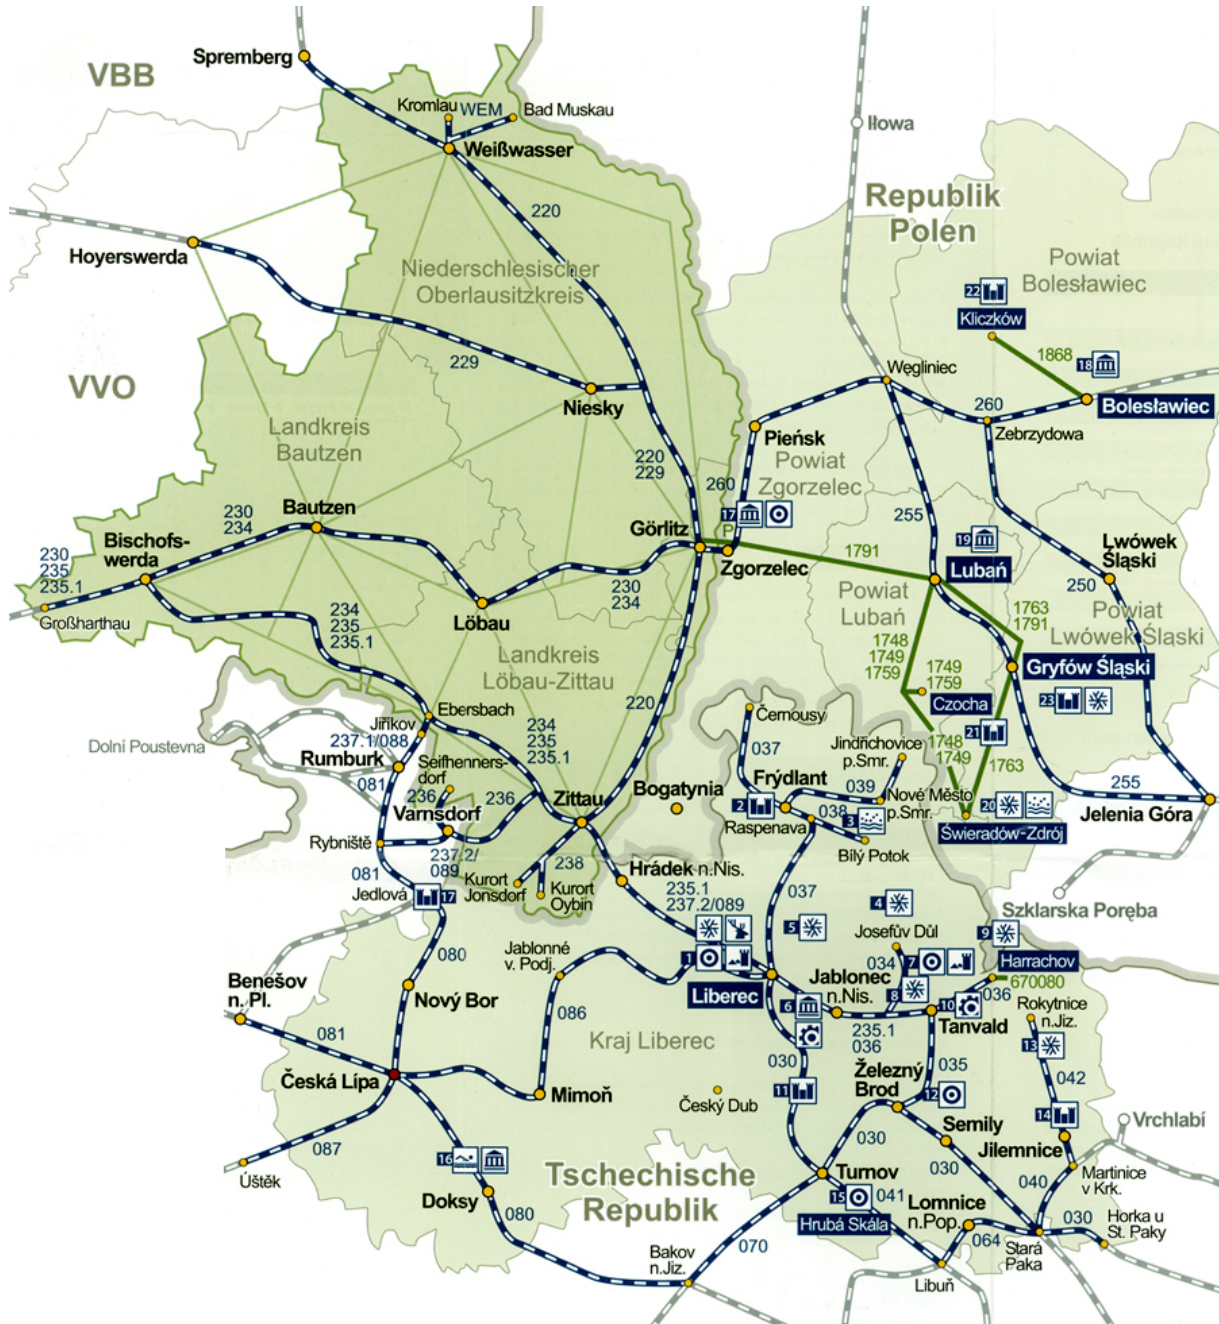 Spremberg
VBB
Kromlau
WEM
Bad Muskau
Weißwasser
Iłowa
220
Republik
Polen
Hoyerswerda
Niederschlesischer
Oberlausitzkreis
Powiat
Bolesławiec
22
Kliczków
229
1868
18
VVO
Węgliniec
Niesky
260
Bolesławiec
Zebrzydowa
Landkreis
Bautzen
Pieńsk
220
229
Powiat
Zgorzelec
260
17
P
255
Bautzen
230
234
Görlitz
Bischofs-
werda
Zgorzelec
1791
19
Lubań
Lwówek
Śląski
230
235
235.1
Großharthau
230
234
Löbau
250
Powiat
Lubań
1763
1791
Powiat
Lwówek Śląski
234
235
235.1
Landkreis
Löbau-Zittau
1748
1749
1759
1749
1759
Gryfów Śląski
Czocha
23
220
Ebersbach
Jiříkov
237.1/088
Dolní Poustevna
Rumburk
234
235
235.1
Černousy
21
1748
1749
1763
037
Jindřichovice
p.Smr.
Seifhenners-
dorf
081
236
236
Zittau
Bogatynia
Frýdlant
039
Nové Město
p.Smr.
255
Varnsdorf
2
Raspenava
038
3
20
Świeradów-Zdrój
Jelenia Góra
Rybniště
237.2/
089
238
Bílý Potok
081
Jedlová
17
Kurort
Jonsdorf
Kurort
Oybin
Hrádek n.Nis.
235.1
237.2/089
037
4
Szklarska Poręba
5
Josefův Důl
9
Harrachov
Jablonné
v. Podj.
1
034
7
080
Benešov
n. Pl.
Liberec
Jablonec
n.Nis.
8
670080
036
Nový Bor
6
10
Tanvald
Rokytnice
n.Jiz.
086
081
235.1
036
Kraj Liberec
030
13
Česká Lípa
Železný
Brod
035
042
Mimoň
11
Český Dub
12
14
Vrchlabí
087
Semily
Jilemnice
030
030
16
Úštěk
Tschechische
Republik
Turnov
Martinice
v Krk.
Doksy
15
041
Lomnice
n.Pop.
040
080
Hrubá Skála
030
Horka u
St. Paky
070
064
Bakov
n.Jiz.
Stará
Paka
Libuň